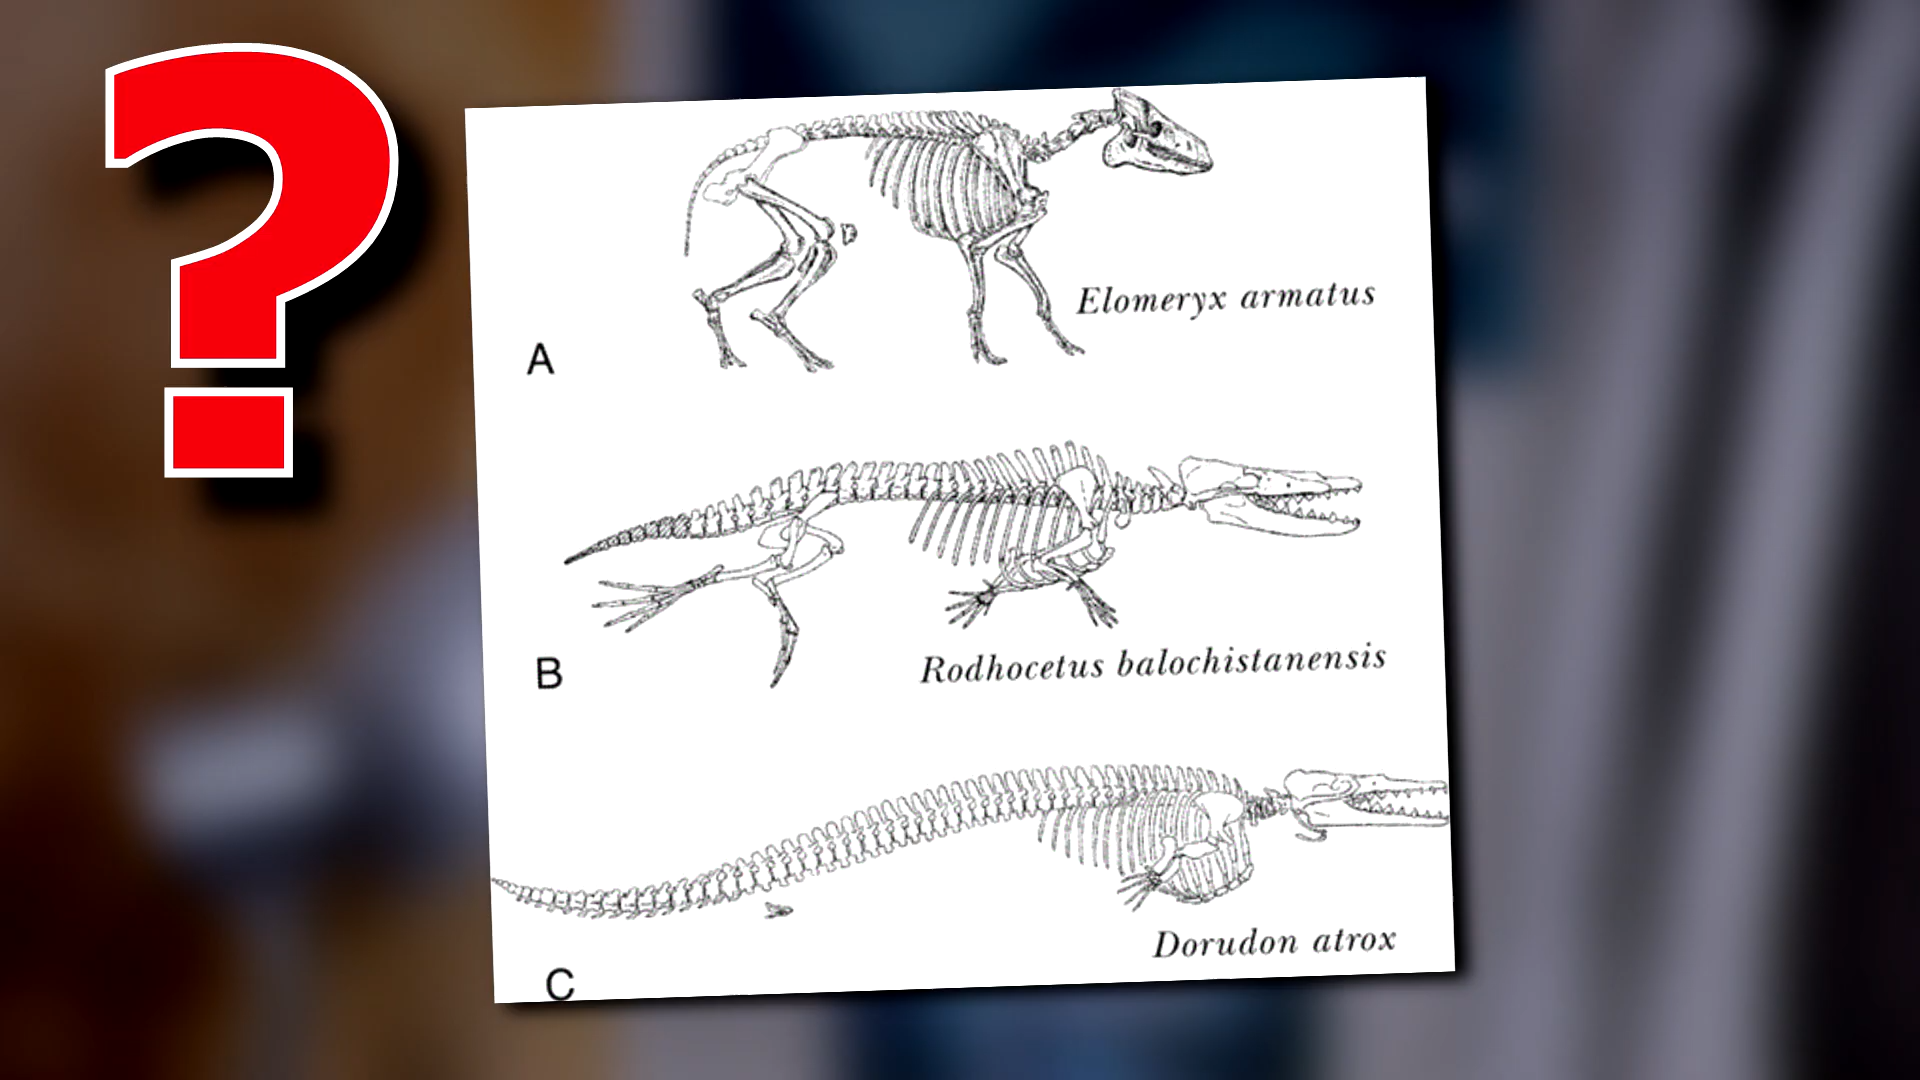 ?
Elomeryx armatus
A
Rodhocetus balochistanensis
B
Dorudon atrox
C